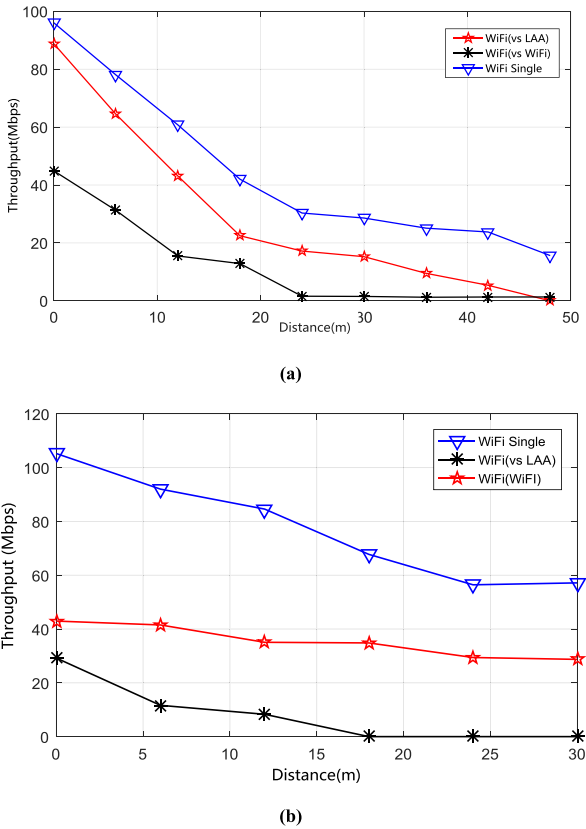 100
80
60
40
20
0
Throughput(Mbps)
WiFi(vs LAA)
WiFi(vs WiFi)
WiFi Single
0 10 20 30 40 50
Distance(m)
(a)
120
100
80
60
40
20
0
Throughput (Mbps)
WiFi Single
WiFi(vs LAA)
WiFi(WiFI)
0 5 10 15 20 25 30
Distance(m)
(b)